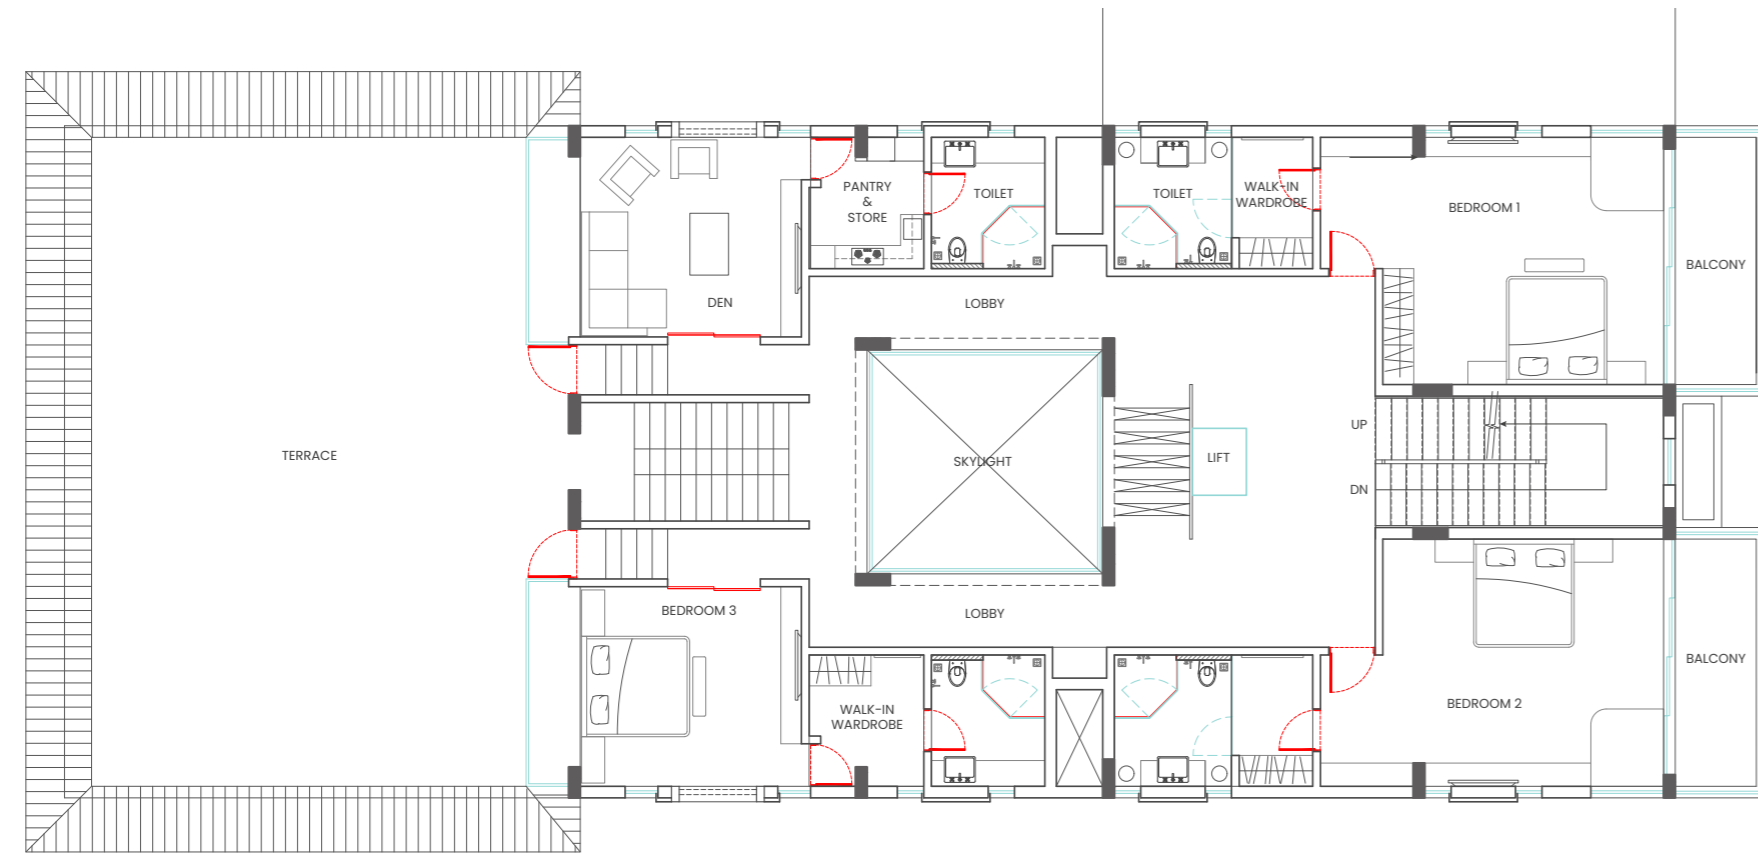 PANTRY
&
STORE
TOILET
TOILET
WALK-IN
WARDROBE
BEDROOM 1
BALCONY
DEN
LOBBY
UP
TERRACE
SKYLIGHT
LIFT
DN
BEDROOM 3
LOBBY
BALCONY
WALK-IN
WARDROBE
BEDROOM 2